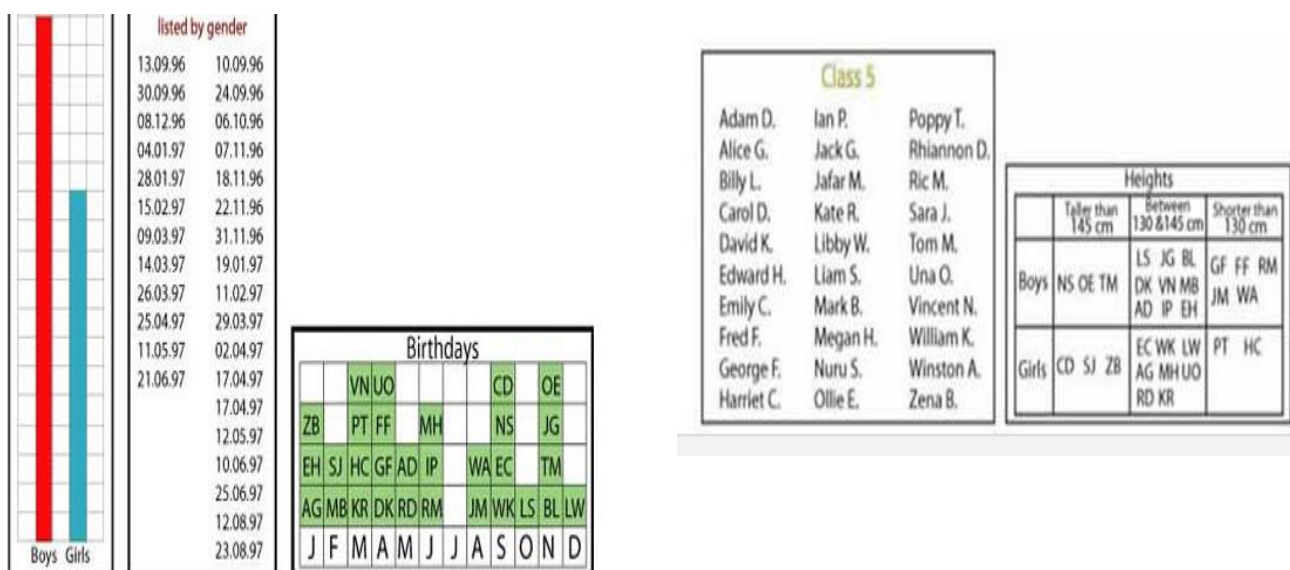 listed by gender
13.09.96 10.09.96
30.09.96 24.09.96
08.12.96 06.10.96
04.01.97 07.11.96
28.01.97 18.11.96
15.02.97 22.11.96
09.03.97 31.11.96
14.03.97 19.01.97
26.03.97 11.02.97
25.04.97 29.03.97
11.05.97 02.04.97
21.06.97 17.04.97
17.04.97
12.05.97
10.06.97
25.06.97
12.08.97
23.08.97
Boys Girls
Birthdays
VN UO CD OE
ZB PT FF MH NS JG
EH SJ HC GF AD IP WA EC TM
AG MB KR DK RD RM JM WK LS BL LW
J F M A M J J A S O N D
Class 5
Adam D. Ian P. Poppy T.
Alice G. Jack G. Rhiannon D.
Billy L. Jafar M. Ric M.
Carol D. Kate R. Sara J.
David K. Libby W. Tom M.
Edward H. Liam S. Una O.
Emily C. Mark B. Vincent N.
Fred F. Megan H. William K.
George F. Nuru S. Winston A.
Harriet C. Ollie E. Zena B.
Heights
Taller than Between Shorter than
145 cm 130 &145 cm 130 cm
Boys NS OE TM
LS JG BL
DK VN MB
AD IP EH
GF FF RM
JM WA
Girls CD SJ ZB
EC WK LW
AG MH UO
RD KR
PT HC